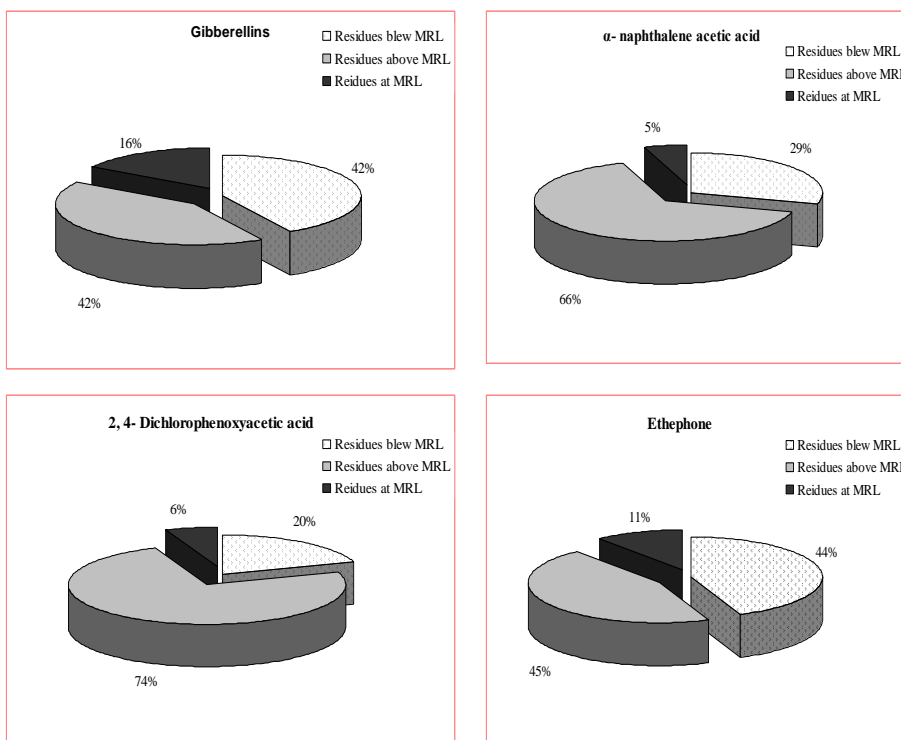 Gibberellins
Residues blew MRL
Residues above MRL
Reidues at MRL
16%
42%
42%
α- naphthalene acetic acid
Residues blew MRL
Residues above MRL
Reidues at MRL
5%
29%
66%
2, 4- Dichlorophenoxyacetic acid
Residues blew MRL
Residues above MRL
Reidues at MRL
6%
20%
74%
Ethephone
Residues blew MRL
Residues above MRL
Reidues at MRL
11%
44%
45%